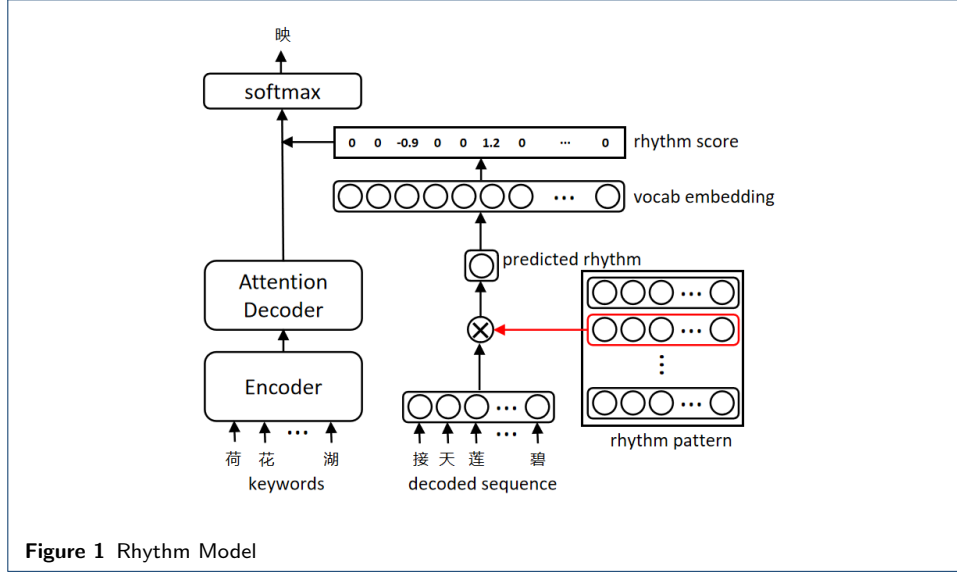 映
softmax
0 0 -0.9 0 0 1.2 0 ... 0
rhythm score
... vocab embedding
predicted rhythm
Attention
Decoder
...
...
Encoder
...
...
rhythm pattern
...
荷 花 ... 湖
keywords
接 天 莲 ... 碧
decoded sequence
Figure 1 Rhythm Model